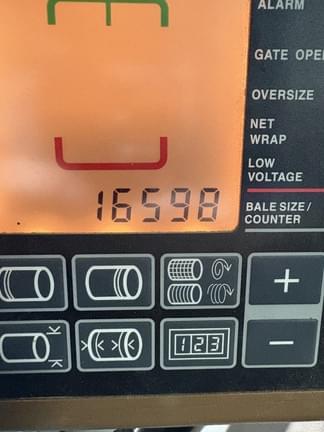 ALARM
GATE OPE
OVERSIZE
NET
WRAP
LOW
VOLTAGE
16598
BALE SIZE /
COUNTER
+
123
−